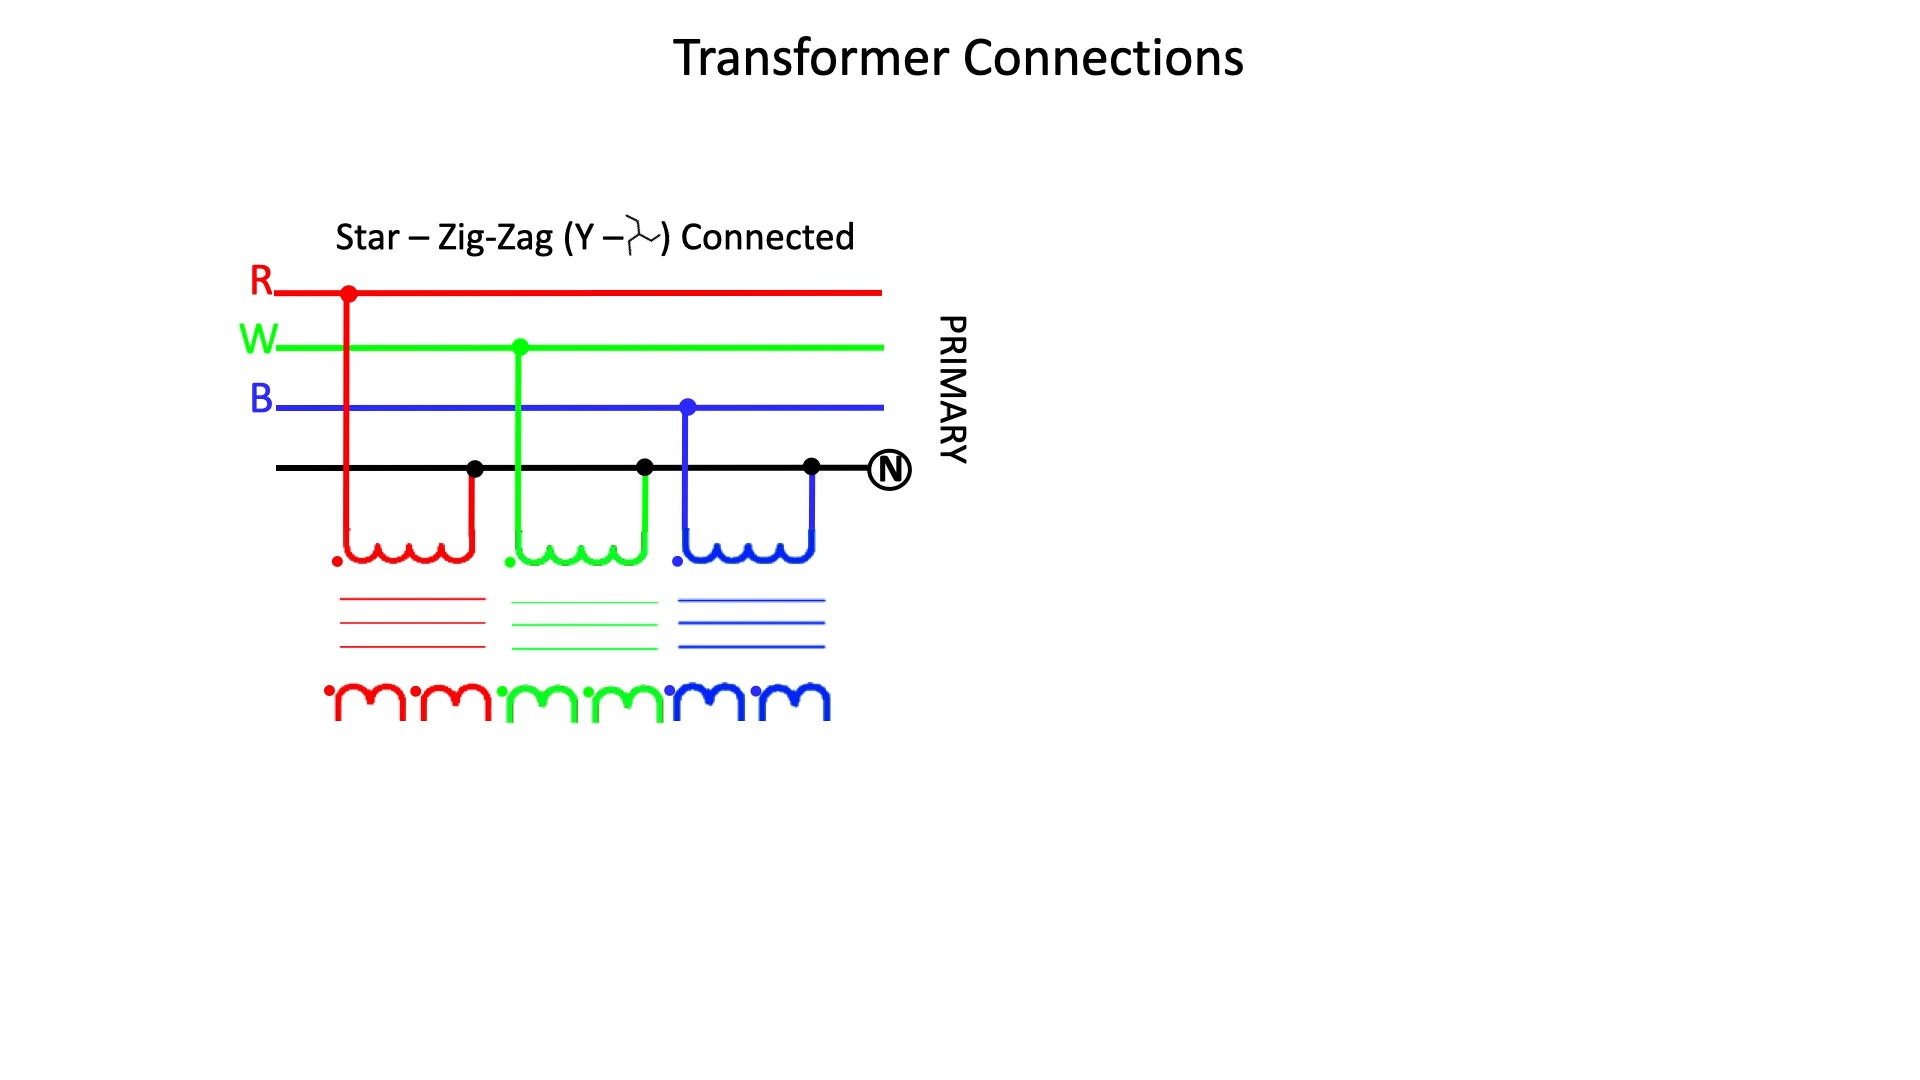 Transformer Connections
Star – Zig-Zag (Y –) Connected
R
W
B
N
PRIMARY